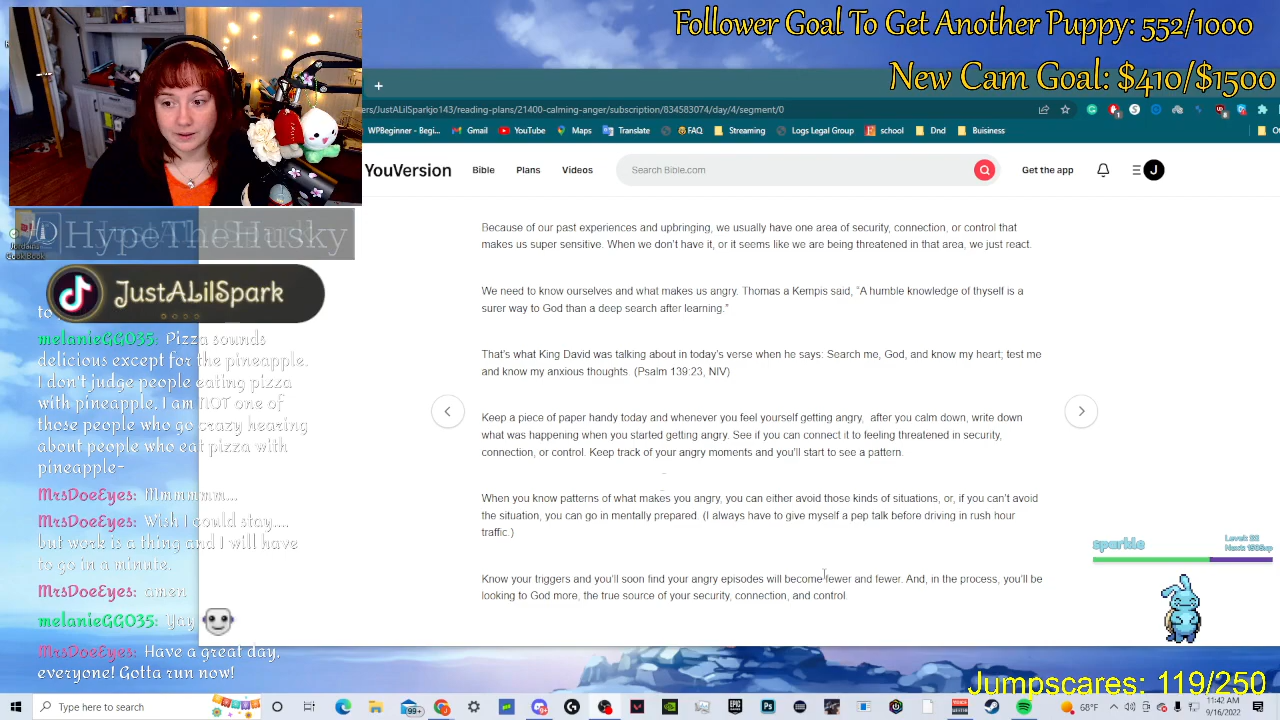 Follower Goal To Get Another Puppy: 552/1000
New Cam Goal: $410/$1500
ers/JustALilSparkjo143/reading-plans/21400-calming-anger/subscription/834583074/day/4/segment/0
WPBeginner - Begi...
Gmail
YouTube
Maps
Translate
FAQ
Streaming
Logs Legal Group
school
Dnd
Buisiness
YouVersion
Bible
Plans
Videos
Search Bible.com
Get the app
J
HypeTheHusky
JustALilSpark
Because of our past experiences and upbringing, we usually have one area of security, connection, or control that
makes us super sensitive. When we don't have it, or it seems like we are being threatened in that area, we just react.
We need to know ourselves and what makes us angry. Thomas a Kempis said, “A humble knowledge of thyself is a
surer way to God than a deep search after learning.”
That's what King David was talking about in today's verse when he says: Search me, God, and know my heart; test me
and know my anxious thoughts (Psalm 139:23, NIV)
Keep a piece of paper handy today and whenever you feel yourself getting angry, after you calm down, write down
what was happening when you started getting angry. See if you can connect it to feeling threatened in security,
connection, or control. Keep track of your angry moments and you'll start to see a pattern.
When you know patterns of what makes you angry, you can either avoid those kinds of situations, or, if you can't avoid
the situation, you can go in mentally prepared. (I always have to give myself a pep talk before driving in rush hour
traffic.)
Know your triggers and you'll soon find your angry episodes will become fewer and fewer. And, in the process, you'll be
looking to God more, the true source of your security, connection, and control.
to
melanieGG035: Pizza sounds
delicious except for the pineapple.
I don't judge people eating pizza
with pineapple. I am NOT one of
those people who go crazy hearing
about people who eat pizza with
pineapple-
MrsDoeEyes: Mmmmm...
MrsDoeEyes: Wish I could stay....
but work is a thing and I will have
to go in a minute.
MrsDoeEyes: amen
melanieGG035: Yay
MrsDoeEyes: Have a great day,
everyone! Gotta run now!
sparkle
Jumpscares: 119/250
Type here to search
99+
68°F
11:42 AM
9/16/2022